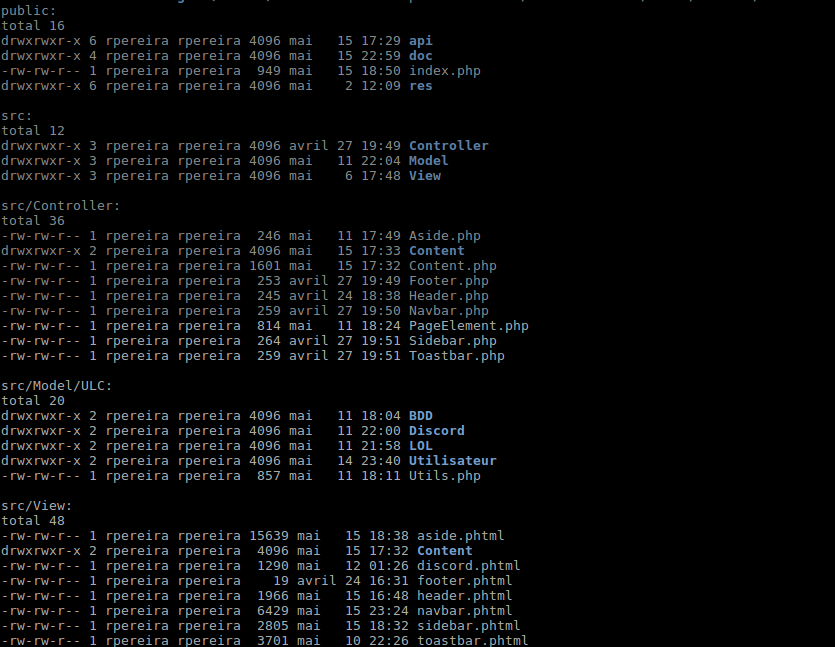 public:
total 16
drwxrwxr-x 6 rpereira rpereira 4096 mai   15 17:29 api
drwxrwxr-x 4 rpereira rpereira 4096 mai   15 22:59 doc
-rw-rw-r-- 1 rpereira rpereira  949 mai   15 18:50 index.php
drwxrwxr-x 6 rpereira rpereira 4096 mai    2 12:09 res

src:
total 12
drwxrwxr-x 3 rpereira rpereira 4096 avril 27 19:49 Controller
drwxrwxr-x 3 rpereira rpereira 4096 mai   11 22:04 Model
drwxrwxr-x 3 rpereira rpereira 4096 mai    6 17:48 View

src/Controller:
total 36
-rw-rw-r-- 1 rpereira rpereira  246 mai   11 17:49 Aside.php
drwxrwxr-x 2 rpereira rpereira 4096 mai   15 17:33 Content
-rw-rw-r-- 1 rpereira rpereira 1601 mai   15 17:32 Content.php
-rw-rw-r-- 1 rpereira rpereira  253 avril 27 19:49 Footer.php
-rw-rw-r-- 1 rpereira rpereira  245 avril 24 18:38 Header.php
-rw-rw-r-- 1 rpereira rpereira  259 avril 27 19:50 Navbar.php
-rw-rw-r-- 1 rpereira rpereira  814 mai   11 18:24 PageElement.php
-rw-rw-r-- 1 rpereira rpereira  264 avril 27 19:51 Sidebar.php
-rw-rw-r-- 1 rpereira rpereira  259 avril 27 19:51 Toastbar.php

src/Model/ULC:
total 20
drwxrwxr-x 2 rpereira rpereira 4096 mai   11 18:04 BDD
drwxrwxr-x 2 rpereira rpereira 4096 mai   11 22:00 Discord
drwxrwxr-x 2 rpereira rpereira 4096 mai   11 21:58 LOL
drwxrwxr-x 2 rpereira rpereira 4096 mai   14 23:40 Utilisateur
-rw-rw-r-- 1 rpereira rpereira  857 mai   11 18:11 Utils.php

src/View:
total 48
-rw-rw-r-- 1 rpereira rpereira 15639 mai   15 18:38 aside.phtml
drwxrwxr-x 2 rpereira rpereira  4096 mai   15 17:32 Content
-rw-rw-r-- 1 rpereira rpereira  1290 mai   12 01:26 discord.phtml
-rw-rw-r-- 1 rpereira rpereira    19 avril 24 16:31 footer.phtml
-rw-rw-r-- 1 rpereira rpereira  1966 mai   15 16:48 header.phtml
-rw-rw-r-- 1 rpereira rpereira  6429 mai   15 23:24 navbar.phtml
-rw-rw-r-- 1 rpereira rpereira  2805 mai   15 18:32 sidebar.phtml
-rw-rw-r-- 1 rpereira rpereira  3701 mai   10 22:26 toastbar.phtml